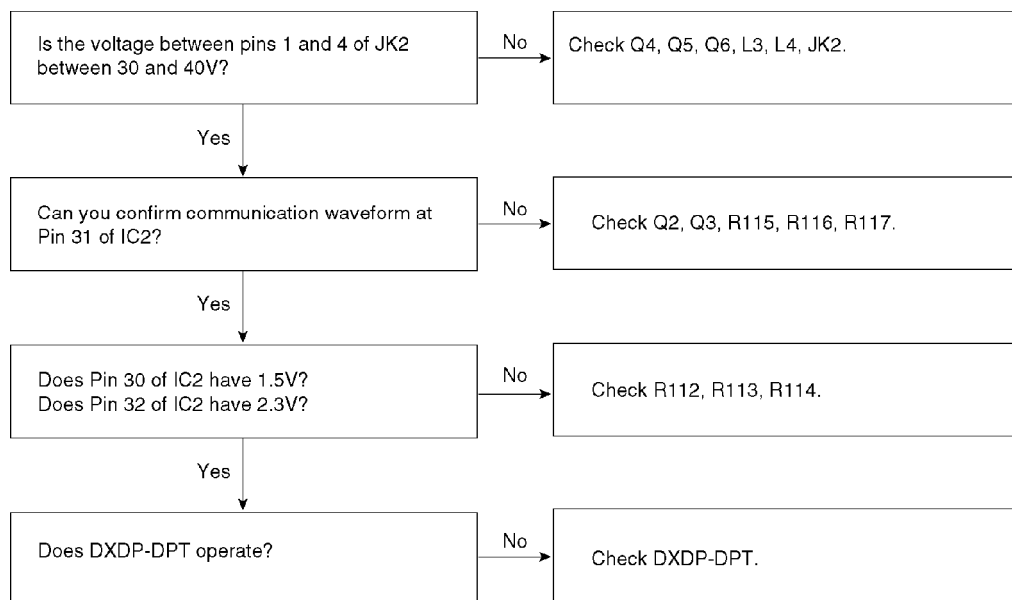 Is the voltage between pins 1 and 4 of JK2
between 30 and 40V?
No
Check Q4, Q5, Q6, L3, L4, JK2.
Yes
Can you confirm communication waveform at
Pin 31 of IC2?
No
Check Q2, Q3, R115, R116, R117.
Yes
Does Pin 30 of IC2 have 1.5V?
Does Pin 32 of IC2 have 2.3V?
No
Check R112, R113, R114.
Yes
Does DXDP-DPT operate?
No
Check DXDP-DPT.